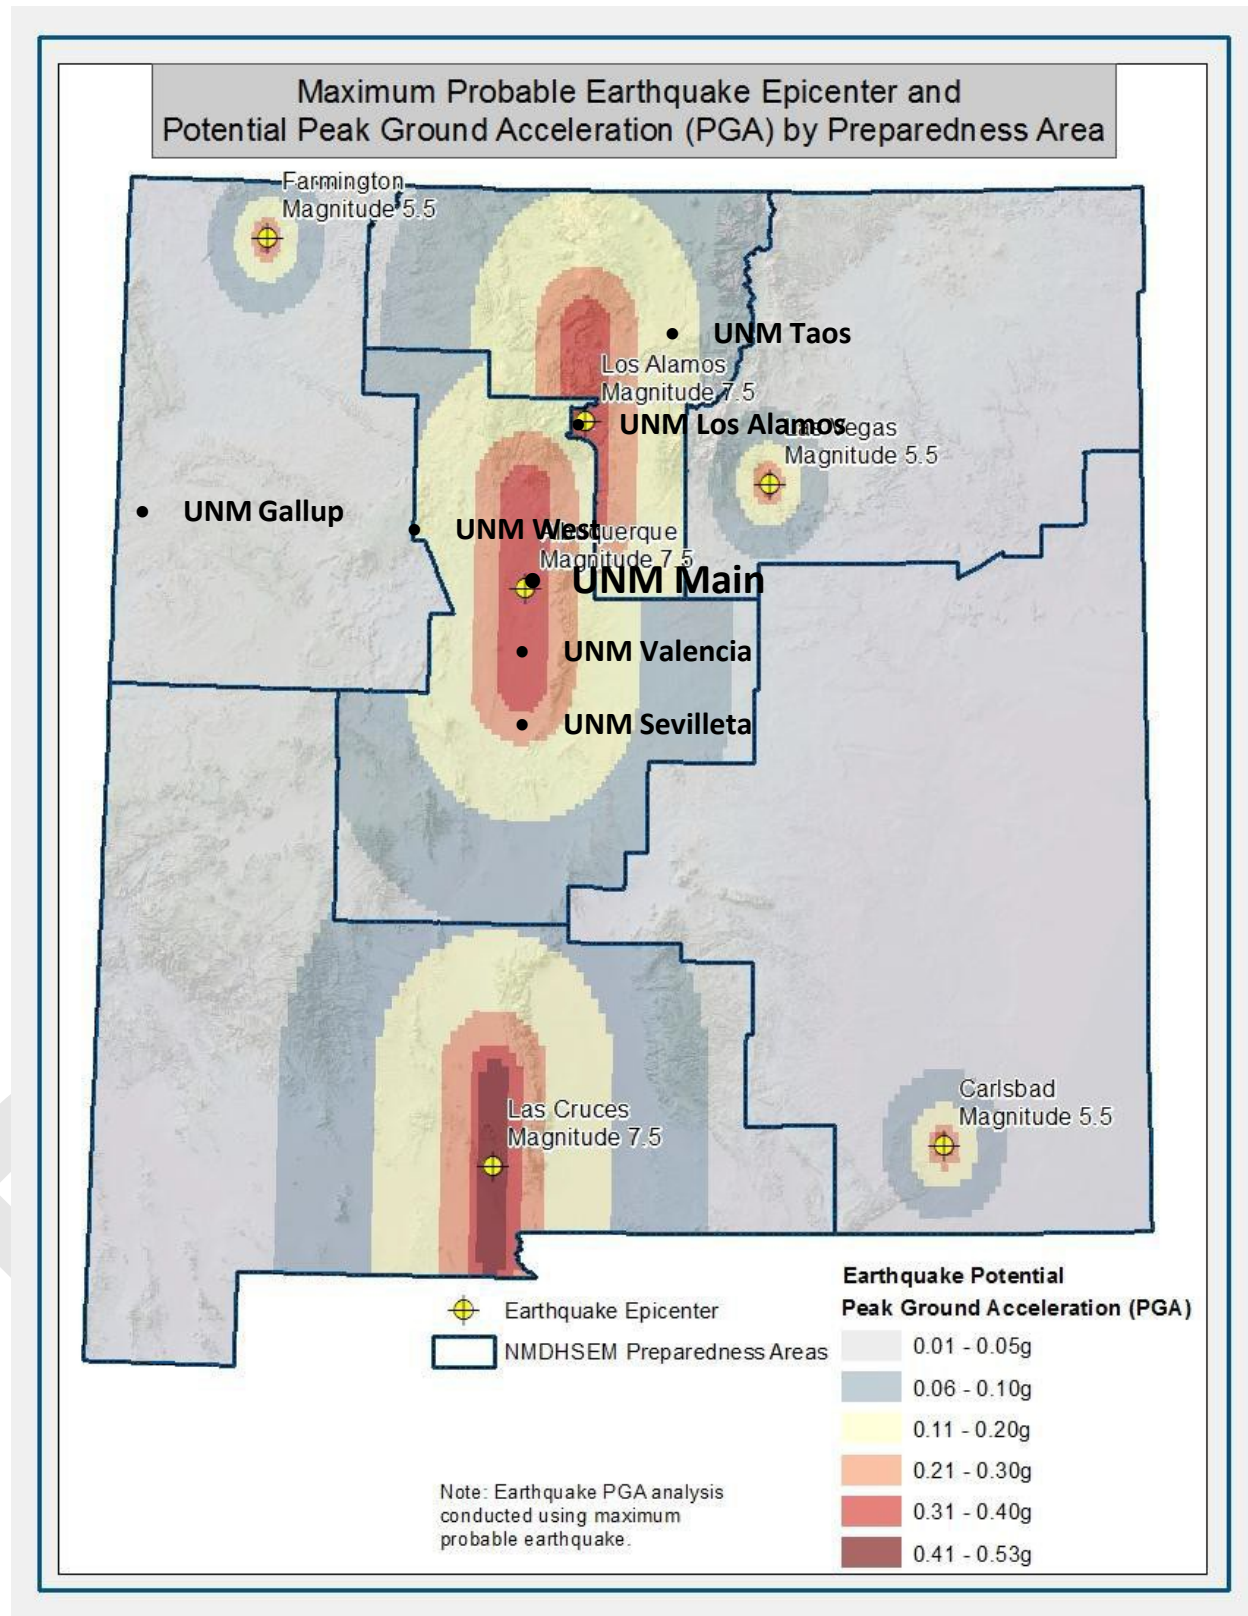 Maximum Probable Earthquake Epicenter and
Potential Peak Ground Acceleration (PGA) by Preparedness Area
Farmington
Magnitude 5.5
• UNM Taos
Los Alamos
Magnitude 7.5
• UNM Los Alamos
Las Vegas
Magnitude 5.5
• UNM Gallup
• UNM West
Albuquerque
Magnitude 7.5
• UNM Main
• UNM Valencia
• UNM Sevilleta
Carlsbad
Magnitude 5.5
Las Cruces
Magnitude 7.5
Earthquake Epicenter
NMDHSEM Preparedness Areas
Note: Earthquake PGA analysis
conducted using maximum
probable earthquake.
Earthquake Potential
Peak Ground Acceleration (PGA)
0.01 - 0.05g
0.06 - 0.10g
0.11 - 0.20g
0.21 - 0.30g
0.31 - 0.40g
0.41 - 0.53g